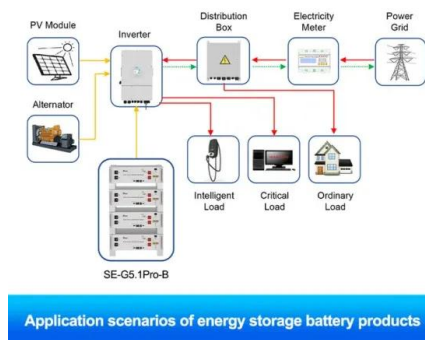 PV Module
Inverter
Distribution
Box
Electricity
Meter
Power
Grid
Alternator
Intelligent
Load
Critical
Load
Ordinary
Load
SE-G5.1Pro-B
Application scenarios of energy storage battery products